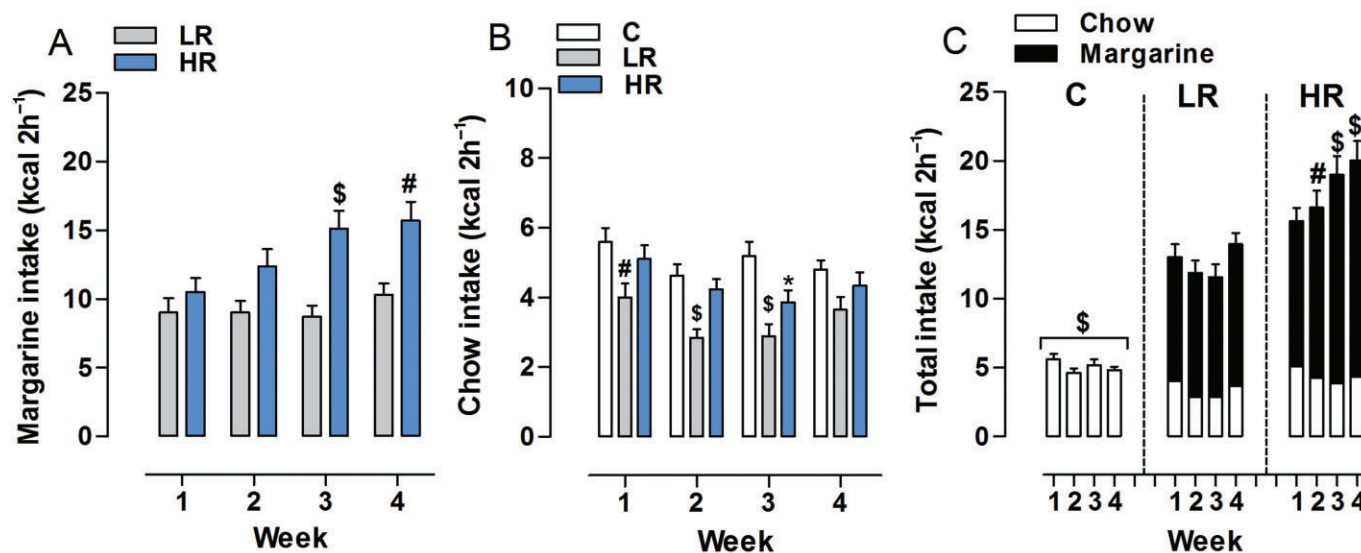 A
LR
HR
Margarine intake (kcal 2h⁻¹)
25
20
15
10
5
0
$
#
1 2 3 4
Week
B
C
LR
HR
Chow intake (kcal 2h⁻¹)
10
8
6
4
2
0
#
$
$
*
1 2 3 4
Week
C
Chow
Margarine
Total intake (kcal 2h⁻¹)
25
20
15
10
5
0
C LR HR
$
# $ $
1 2 3 4 1 2 3 4 1 2 3 4
Week